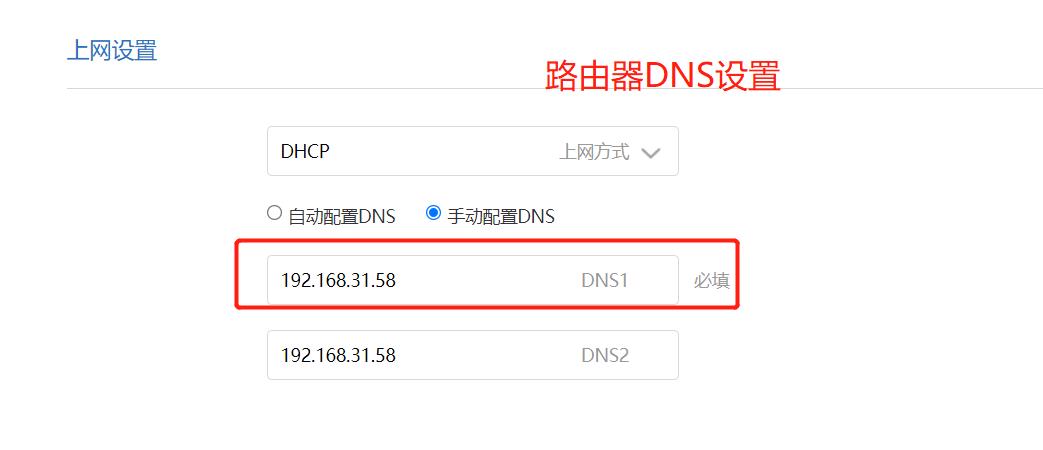 上网设置
路由器DNS设置
DHCP 上网方式
自动配置DNS 手动配置DNS
192.168.31.58 DNS1 必填
192.168.31.58 DNS2